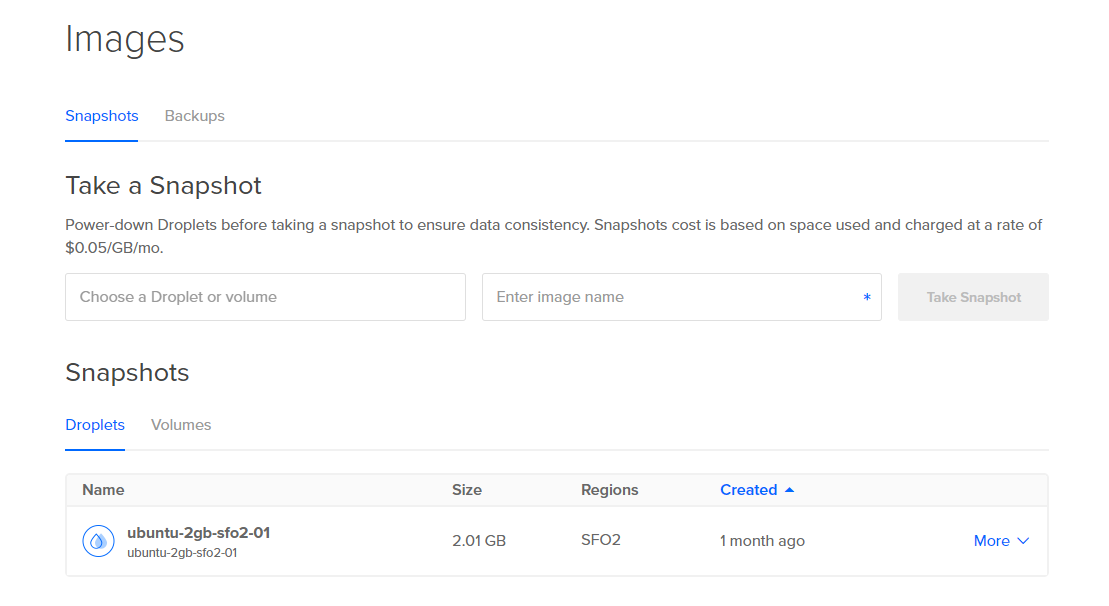 Images
Snapshots Backups
Take a Snapshot
Power-down Droplets before taking a snapshot to ensure data consistency. Snapshots cost is based on space used and charged at a rate of
$0.05/GB/mo.
Choose a Droplet or volume Enter image name * Take Snapshot
Snapshots
Droplets Volumes
Name Size Regions Created
ubuntu-2gb-sfo2-01 2.01 GB SFO2 1 month ago More
ubuntu-2gb-sfo2-01